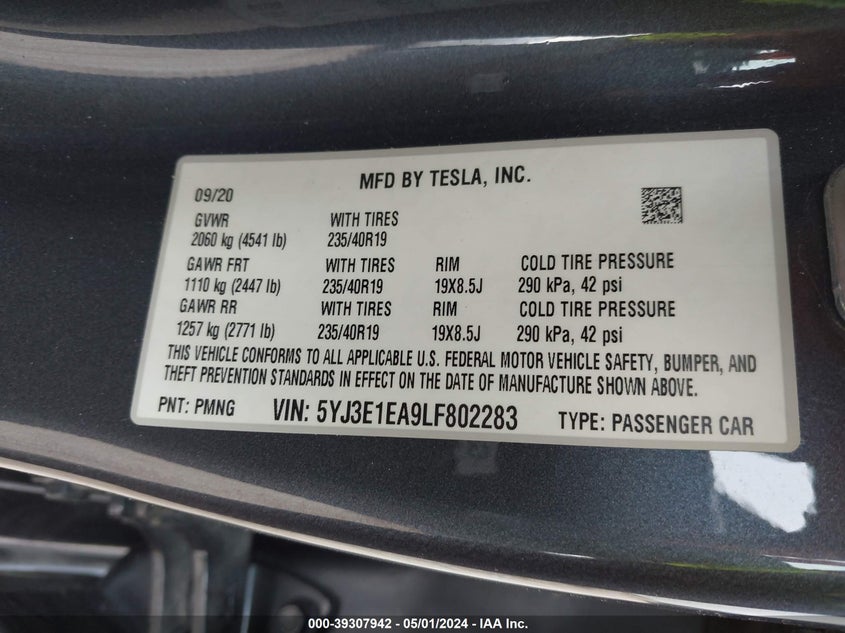 MFD BY TESLA, INC.
09/20
GVWR WITH TIRES
2060 kg (4541 lb) 235/40R19
GAWR FRT WITH TIRES RIM COLD TIRE PRESSURE
1110 kg (2447 lb) 235/40R19 19X8.5J 290 kPa, 42 psi
GAWR RR WITH TIRES RIM COLD TIRE PRESSURE
1257 kg (2771 lb) 235/40R19 19X8.5J 290 kPa, 42 psi
THIS VEHICLE CONFORMS TO ALL APPLICABLE U.S. FEDERAL MOTOR VEHICLE SAFETY, BUMPER, AND
THEFT PREVENTION STANDARDS IN EFFECT ON THE DATE OF MANUFACTURE SHOWN ABOVE.
PNT: PMNG VIN: 5YJ3E1EA9LF802283 TYPE: PASSENGER CAR
000-39307942 - 05/01/2024 - IAA Inc.